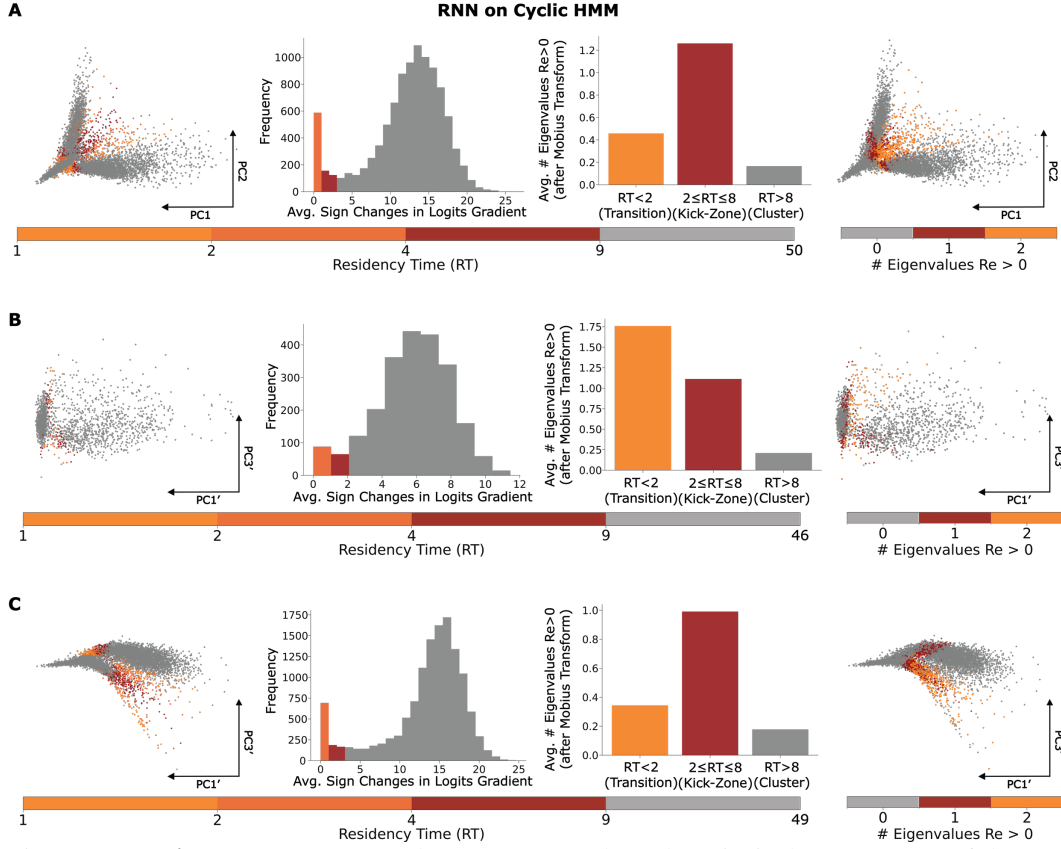 RNN on Cyclic HMM
A
PC2
PC1
Frequency
1000
800
600
400
200
0
0 5 10 15 20 25
Avg. Sign Changes in Logits Gradient
Avg. # Eigenvalues Re>0
(after Mobius Transform)
1.2
1.0
0.8
0.6
0.4
0.2
0.0
RT<2 2≤RT≤8 RT>8
(Transition)(Kick-Zone)(Cluster)
PC2
PC1
1 2 4 9 50
Residency Time (RT)
0 1 2
# Eigenvalues Re > 0
B
PC3′
PC1′
Frequency
400
300
200
100
0
0 2 4 6 8 10 12
Avg. Sign Changes in Logits Gradient
Avg. # Eigenvalues Re>0
(after Mobius Transform)
1.75
1.50
1.25
1.00
0.75
0.50
0.25
0.00
RT<2 2≤RT≤8 RT>8
(Transition)(Kick-Zone)(Cluster)
PC1′
1 2 4 9 46
Residency Time (RT)
0 1 2
# Eigenvalues Re > 0
C
PC3′
PC1′
Frequency
1750
1500
1250
1000
750
500
250
0
0 5 10 15 20 25
Avg. Sign Changes in Logits Gradient
Avg. # Eigenvalues Re>0
(after Mobius Transform)
1.0
0.8
0.6
0.4
0.2
0.0
RT<2 2≤RT≤8 RT>8
(Transition)(Kick-Zone)(Cluster)
PC1′
1 2 4 9 49
Residency Time (RT)
0 1 2
# Eigenvalues Re > 0